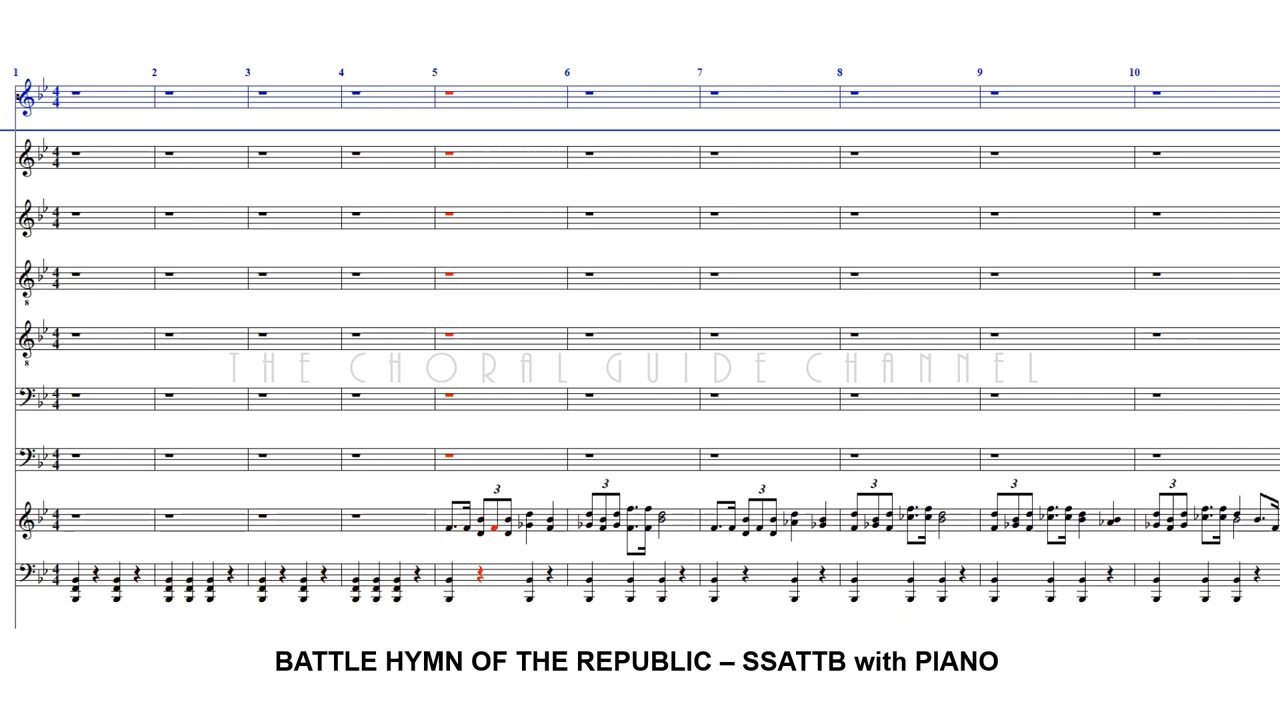 1 2 3 4 5 6 7 8 9 10
THE CHORAL GUIDE CHANNEL
3 3 3 3 3 3
BATTLE HYMN OF THE REPUBLIC – SSATTB with PIANO